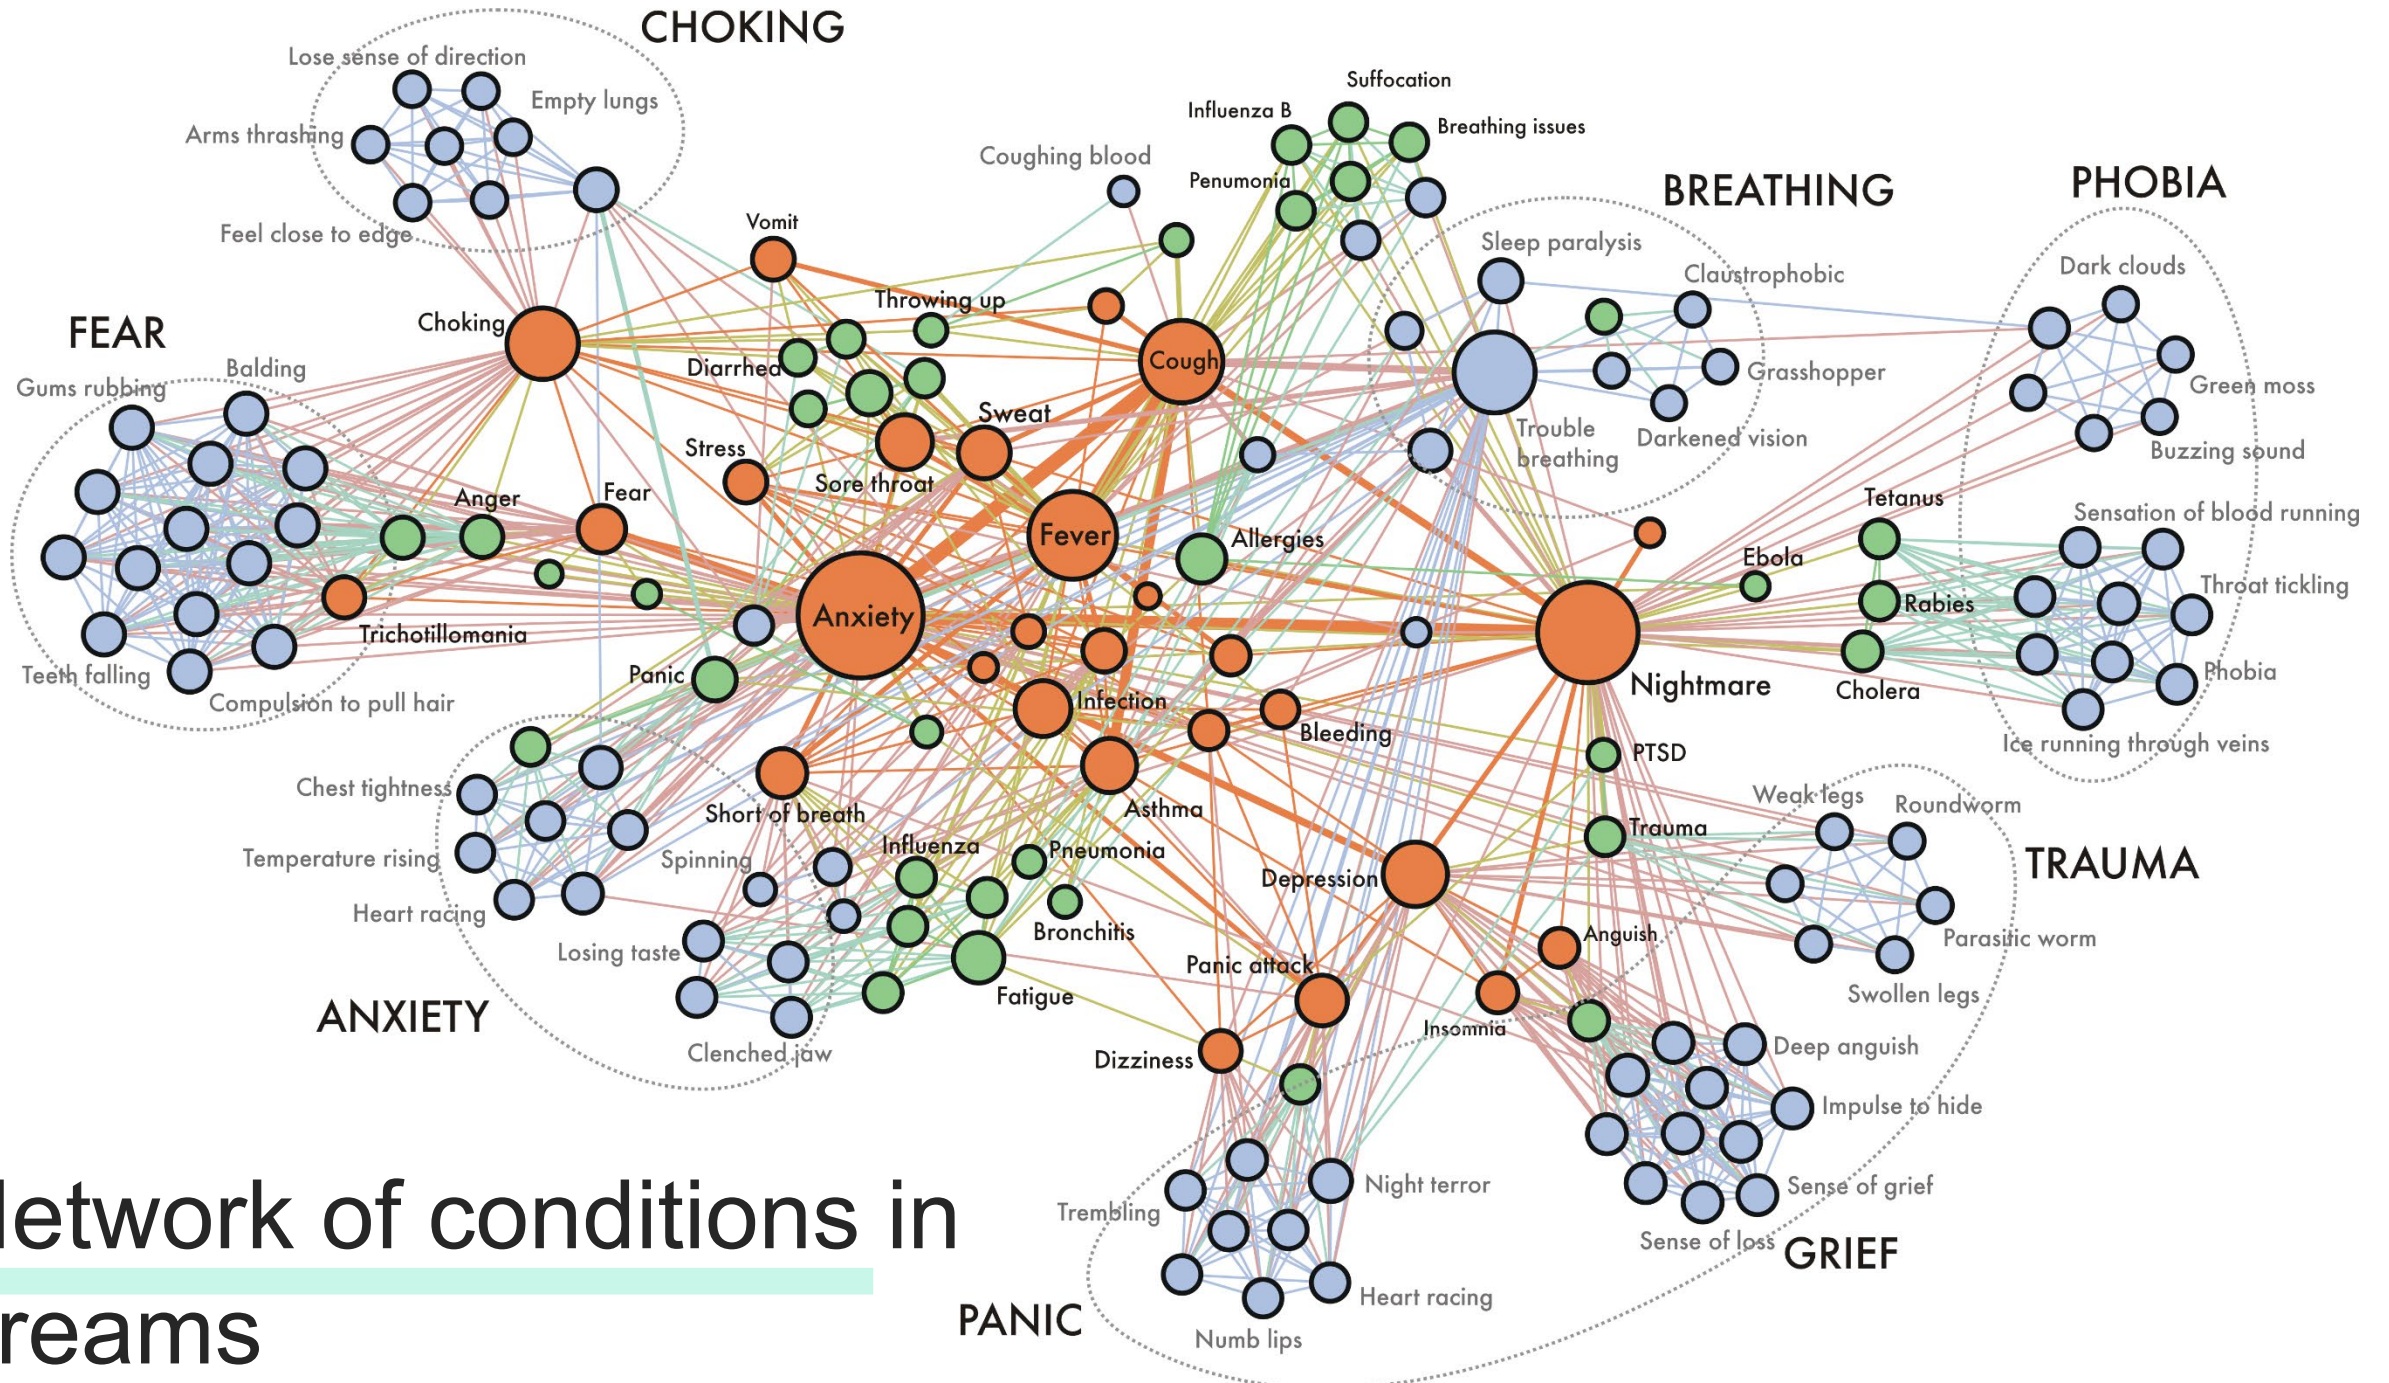 CHOKING
Lose sense of direction
Empty lungs
Arms thrashing
Feel close to edge
Suffocation
Influenza B
Breathing issues
Penumonia
Coughing blood
BREATHING
PHOBIA
Sleep paralysis
Claustrophobic
Dark clouds
Vomit
Throwing up
Choking
Diarrhea
Cough
Grasshopper
Green moss
FEAR
Balding
Gums rubbing
Sweat
Stress
Sore throat
Trouble
breathing
Darkened vision
Buzzing sound
Anger
Fear
Fever
Allergies
Tetanus
Sensation of blood running
Ebola
Throat tickling
Rabies
Anxiety
Trichotillomania
Teeth falling
Compulsion to pull hair
Panic
Infection
Nightmare
Cholera
Phobia
Bleeding
Ice running through veins
PTSD
Chest tightness
Short of breath
Asthma
Weak legs
Roundworm
Trauma
TRAUMA
Temperature rising
Spinning
Influenza
Pneumonia
Depression
Heart racing
Bronchitis
Anguish
Parasitic worm
Losing taste
Panic attack
Fatigue
Swollen legs
ANXIETY
Insomnia
Clenched jaw
Dizziness
Deep anguish
Impulse to hide
Night terror
Sense of grief
Trembling
Sense of loss
GRIEF
Heart racing
PANIC
Numb lips
etwork of conditions in
reams